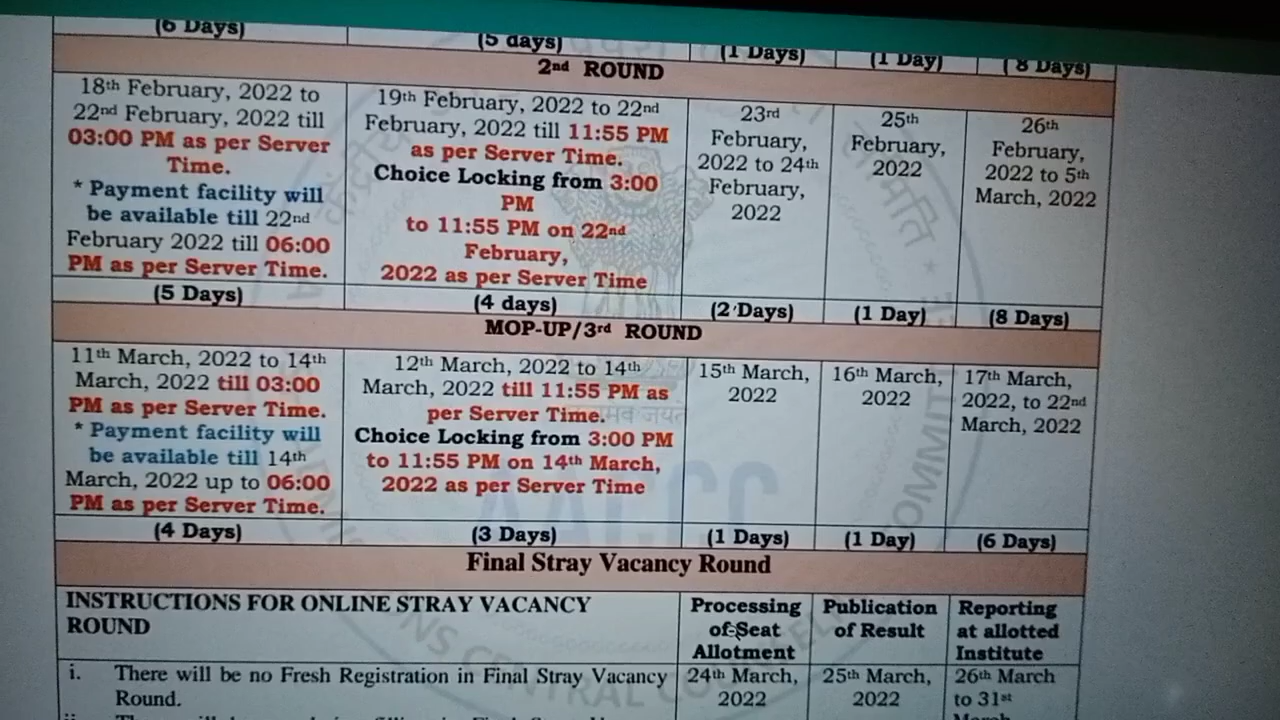 (6 Days)
(5 days)
(1 Days)
(1 Day)
(8 Days)
2nd ROUND
18th February, 2022 to
22nd February, 2022 till
03:00 PM as per Server
Time.
* Payment facility will
be available till 22nd
February 2022 till 06:00
PM as per Server Time.
(5 Days)
19th February, 2022 to 22nd
February, 2022 till 11:55 PM
as per Server Time.
Choice Locking from 3:00
PM
to 11:55 PM on 22nd
February,
2022 as per Server Time
(4 days)
23rd
February,
2022 to 24th
February,
2022
(2 Days)
25th
February,
2022
(1 Day)
26th
February,
2022 to 5th
March, 2022
(8 Days)
MOP-UP/3rd ROUND
11th March, 2022 to 14th
March, 2022 till 03:00
PM as per Server Time.
* Payment facility will
be available till 14th
March, 2022 up to 06:00
PM as per Server Time.
(4 Days)
12th March, 2022 to 14th
March, 2022 till 11:55 PM as
per Server Time.
Choice Locking from 3:00 PM
to 11:55 PM on 14th March,
2022 as per Server Time
(3 Days)
15th March,
2022
(1 Days)
16th March,
2022
(1 Day)
17th March,
2022, to 22nd
March, 2022
(6 Days)
Final Stray Vacancy Round
INSTRUCTIONS FOR ONLINE STRAY VACANCY
ROUND
Processing
of Seat
Allotment
Publication
of Result
Reporting
at allotted
Institute
i. There will be no Fresh Registration in Final Stray Vacancy
Round.
24th March,
2022
25th March,
2022
26th March
to 31st
March